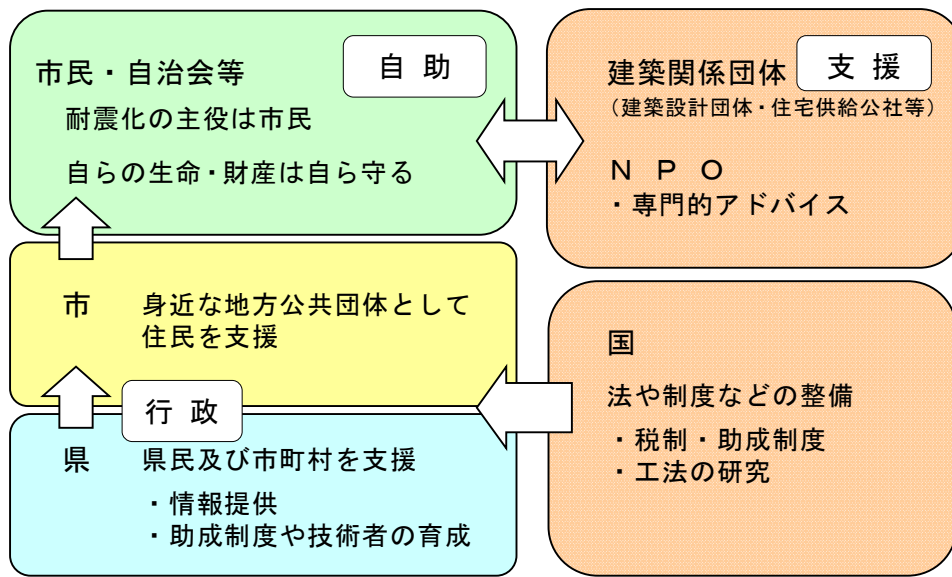 市民・自治会等
自 助
耐震化の主役は市民
自らの生命・財産は自ら守る
建築関係団体
支 援
（建築設計団体・住宅供給公社等）
Ｎ Ｐ Ｏ
・専門的アドバイス
市
身近な地方公共団体として
住民を支援
行 政
県
県民及び市町村を支援
・情報提供
・助成制度や技術者の育成
国
法や制度などの整備
・税制・助成制度
・工法の研究